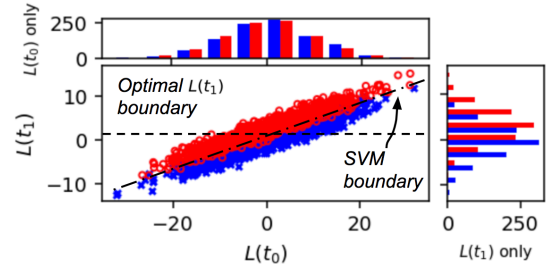 L(t₀) only
250
0
Optimal L(t₁)
boundary
L(t₁)
10
0
−10
SVM
boundary
−20
0
20
L(t₀)
0
250
L(t₁) only